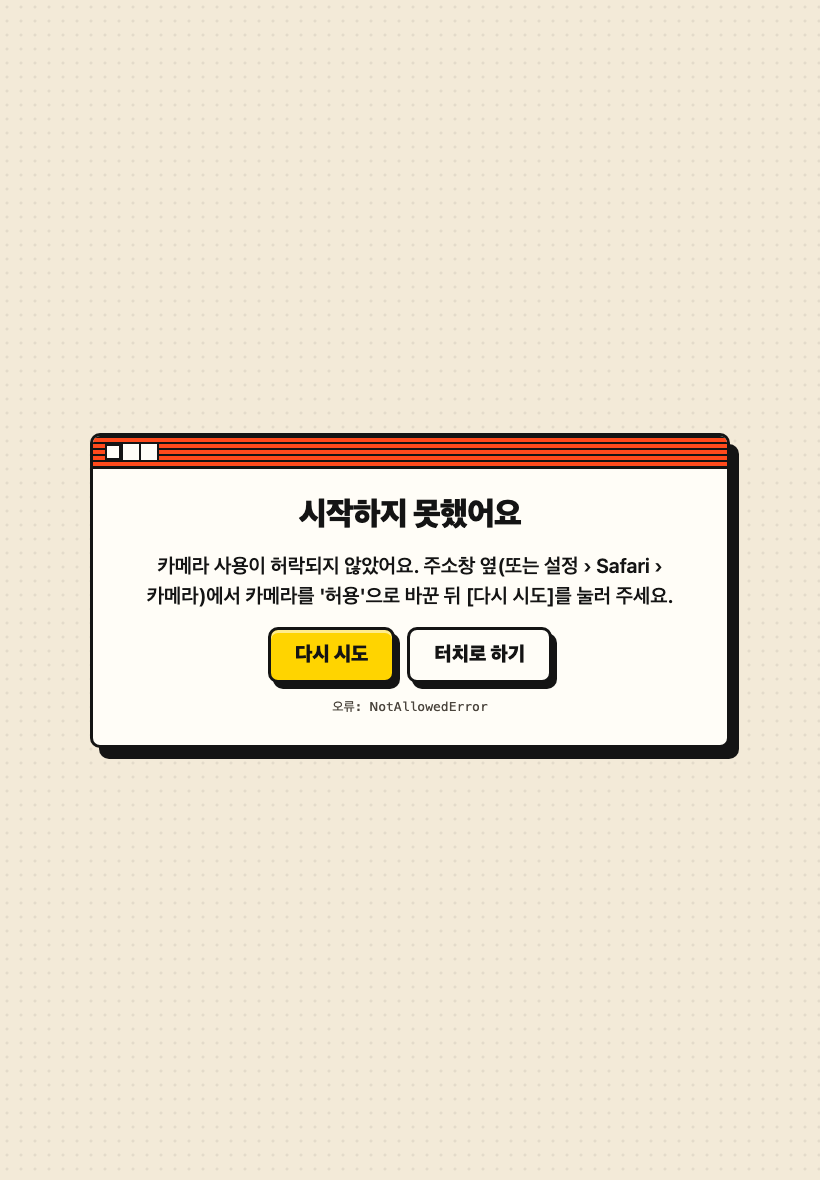 시작하지 못했어요
카메라 사용이 허락되지 않았어요. 주소창 옆(또는 설정 › Safari ›
카메라)에서 카메라를 '허용'으로 바꾼 뒤 [다시 시도]를 눌러 주세요.
다시 시도
터치로 하기
오류: NotAllowedError